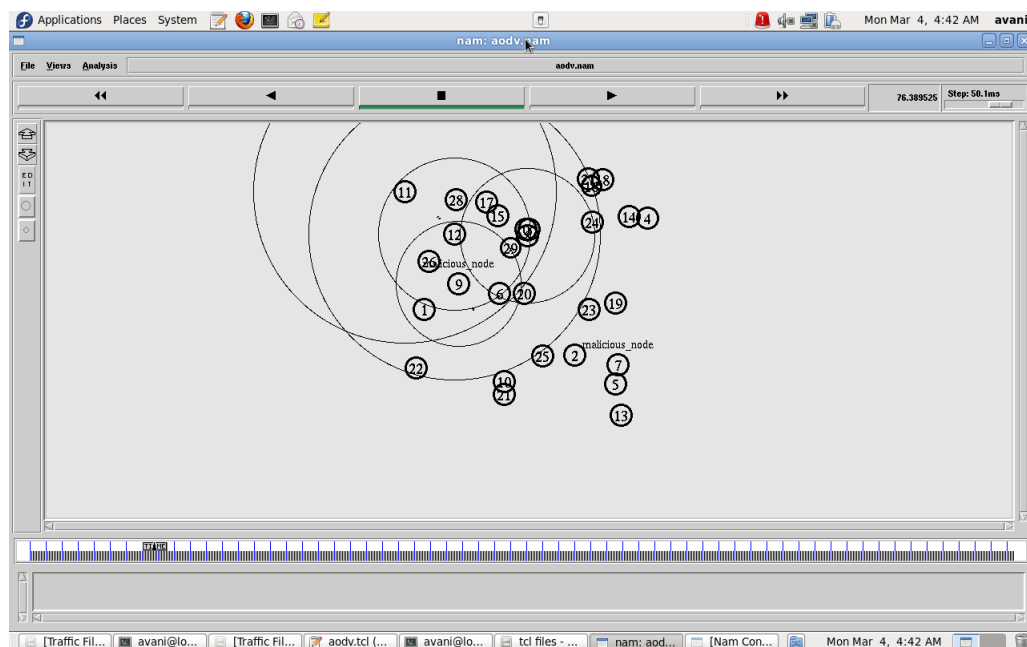 Applications Places System Mon Mar 4, 4:42 AM avani
nam: aodv.nam
File Views Analysis aodv.nam
76.389525 Step: 50.1ms
E D
I T
11
28
17
15
8
24
14
4
12
29
26
malicious_node
9
6
20
1
23
19
malicious_node
25
2
7
22
10
5
21
13
TIME
[Traffic Fil... avani@lo... [Traffic Fil... aodv.tcl (... avani@lo... tcl files - ... nam: aod... [Nam Con... Mon Mar 4, 4:42 AM